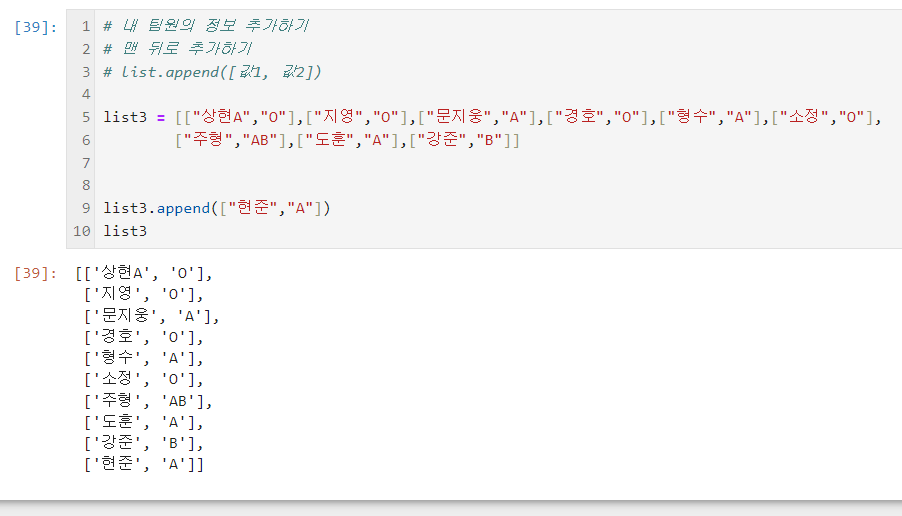 [39]:
1 # 내 팀원의 정보 추가하기
2 # 맨 뒤로 추가하기
3 # list.append([값1, 값2])
4
5 list3 = [["상현A","O"],["지영","O"],["문지웅","A"],["경호","O"],["형수","A"],["소정","O"],
6         ["주형","AB"],["도훈","A"],["강준","B"]]
7
8
9 list3.append(["현준","A"])
10 list3
[39]: [['상현A', 'O'],
['지영', 'O'],
['문지웅', 'A'],
['경호', 'O'],
['형수', 'A'],
['소정', 'O'],
['주형', 'AB'],
['도훈', 'A'],
['강준', 'B'],
['현준', 'A']]